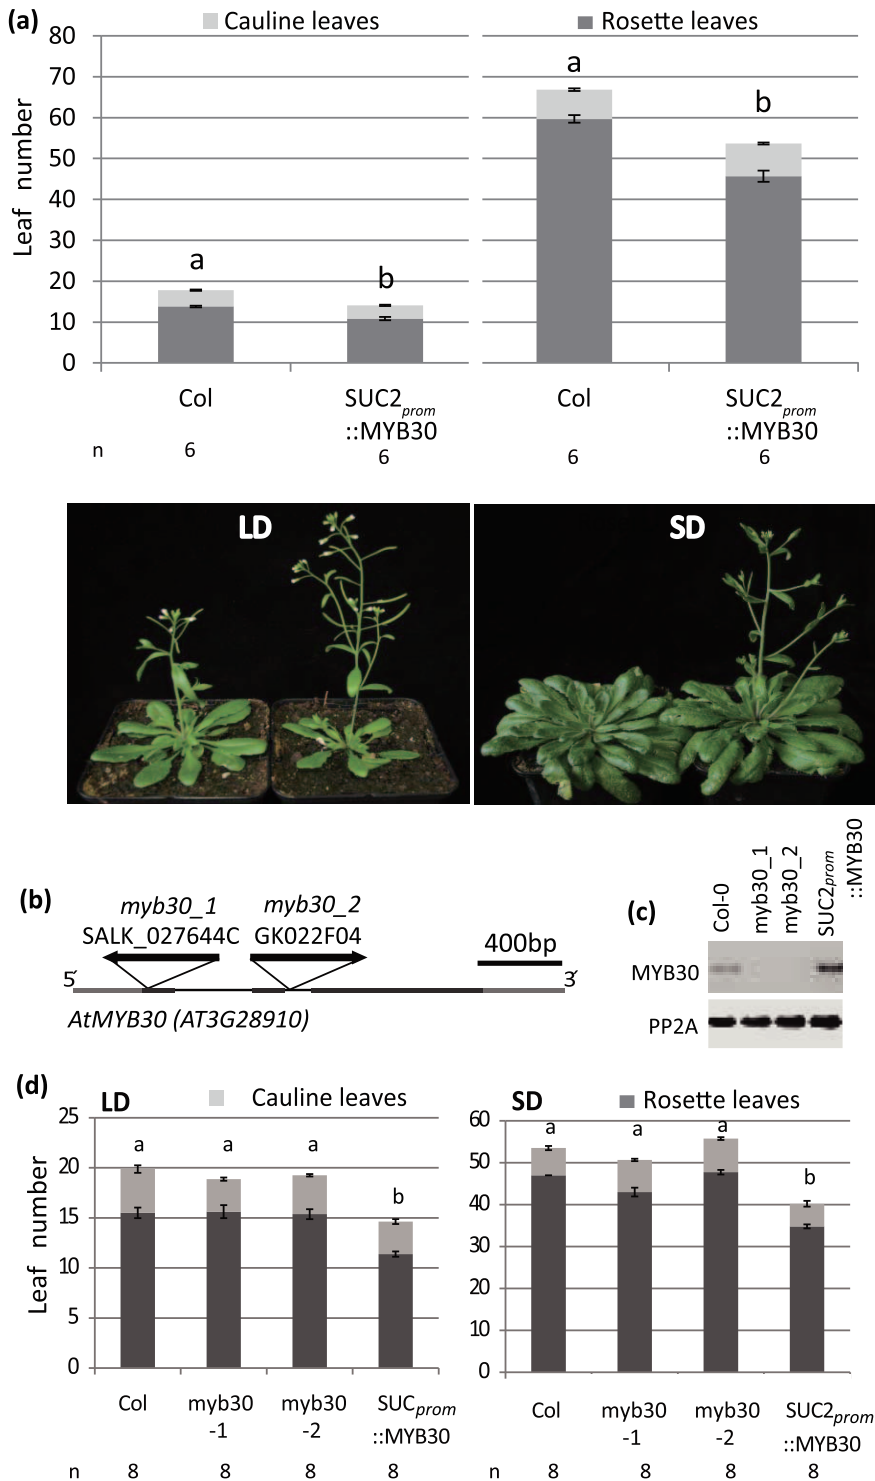 (a)
Cauline leaves
Rosette leaves
Leaf number
80
70
60
50
40
30
20
10
0
a
b
a
b
Col
SUC2prom
::MYB30
Col
SUC2prom
::MYB30
n
6
6
6
6
LD
SD
(b)
myb30_1
myb30_2
SALK_027644C
GK022F04
400bp
5′
3′
AtMYB30 (AT3G28910)
(c)
Col-0
myb30_1
myb30_2
SUC2prom
::MYB30
MYB30
PP2A
(d)
LD
Cauline leaves
SD
Rosette leaves
Leaf number
25
20
15
10
5
0
a
a
a
b
Col
myb30
-1
myb30
-2
SUCprom
::MYB30
n
8
8
8
8
60
50
40
30
20
10
0
a
a
a
b
Col
myb30
-1
myb30
-2
SUC2prom
::MYB30
n
8
8
8
8